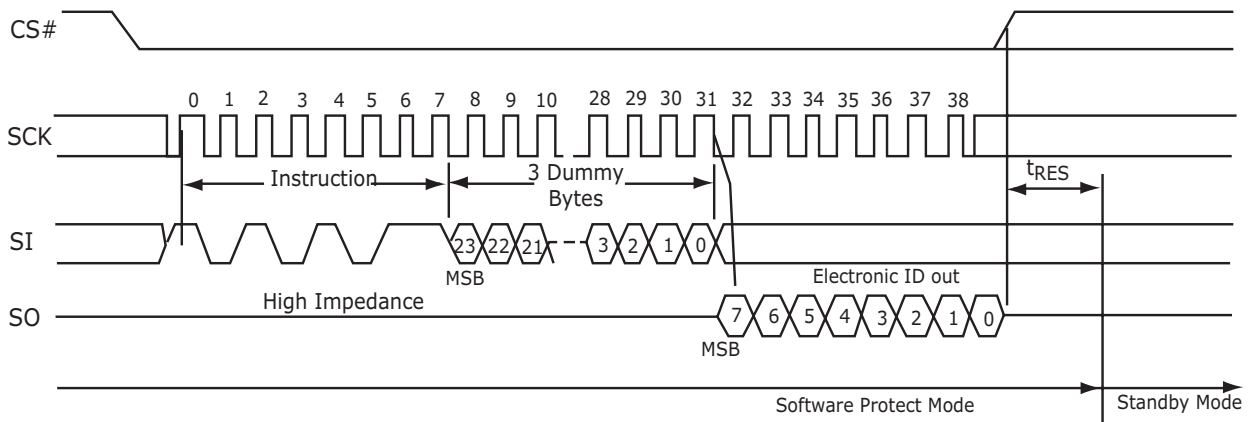 CS#
0 1 2 3 4 5 6 7 8 9 10 28 29 30 31 32 33 34 35 36 37 38
SCK
Instruction
3 Dummy
Bytes
tRES
SI
23 22 21 3 2 1 0
MSB
Electronic ID out
High Impedance
SO
7 6 5 4 3 2 1 0
MSB
Software Protect Mode
Standby Mode